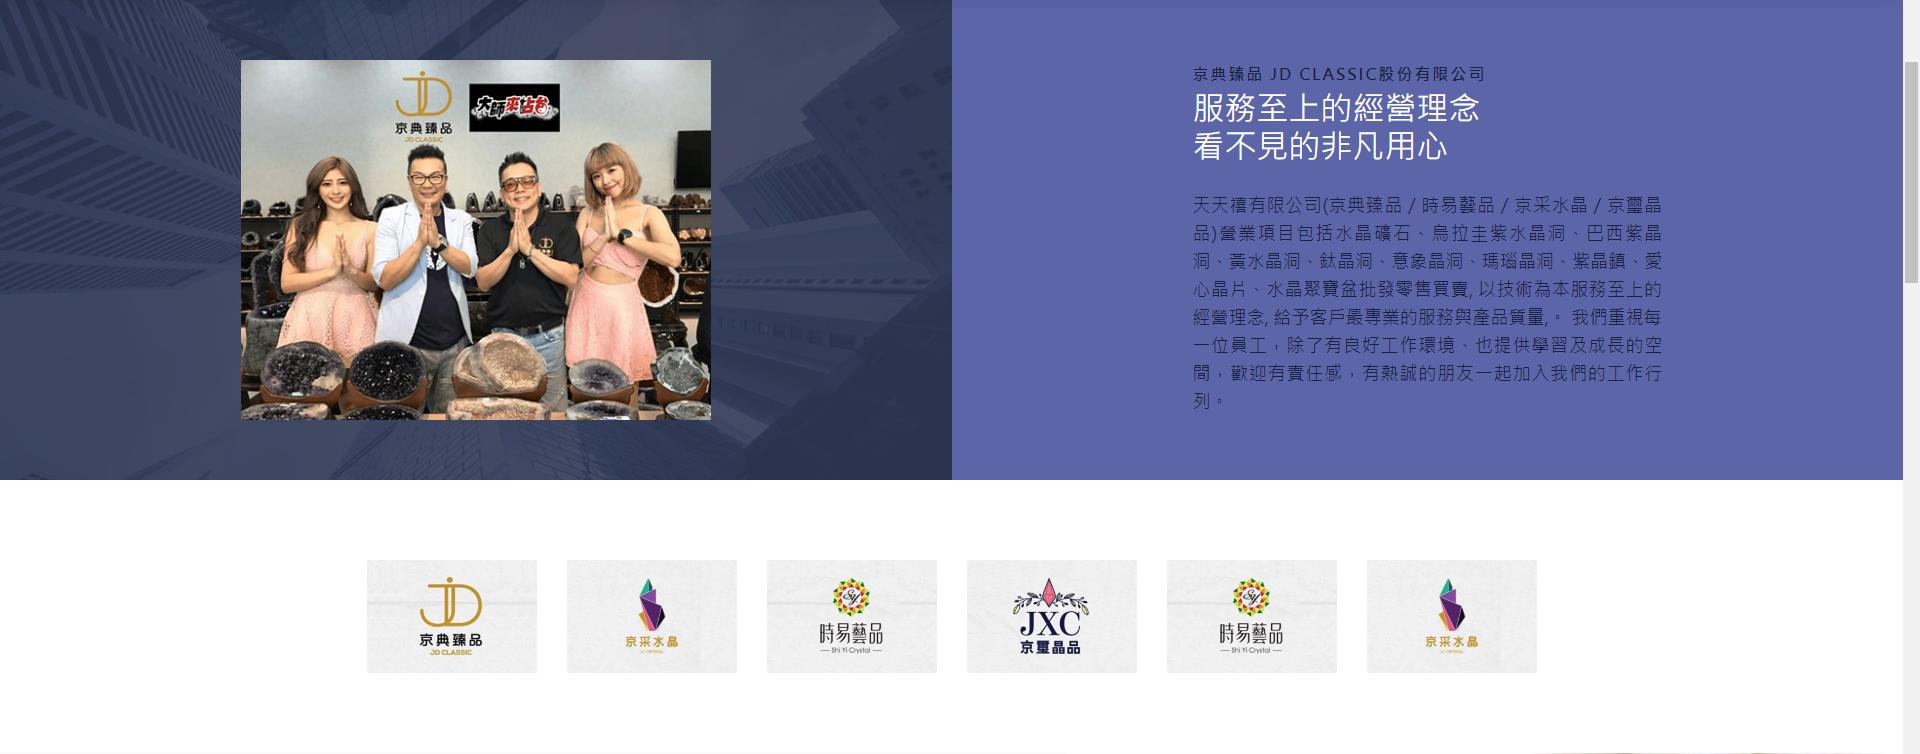 京典臻品
JD CLASSIC
大師來占色
京典臻品 JD CLASSIC股份有限公司
服務至上的經營理念
看不見的非凡用心
天天禧有限公司(京典臻品 / 時易藝品 / 京采水晶 / 京璽晶
品)營業項目包括水晶礦石、烏拉圭紫水晶洞、巴西紫晶
洞、黃水晶洞、鈦晶洞、意象晶洞、瑪瑙晶洞、紫晶鎮、愛
心晶片、水晶聚寶盆批發零售買賣, 以技術為本服務至上的
經營理念, 給予客戶最專業的服務與產品質量,。 我們重視每
一位員工，除了有良好工作環境、也提供學習及成長的空
間，歡迎有責任感，有熱誠的朋友一起加入我們的工作行
列。
JD
京典臻品
JD CLASSIC
京采水晶
JD CRYSTAL
SY
時易藝品
Shi Yi Crystal
JXC
京璽晶品
SY
時易藝品
Shi Yi Crystal
京采水晶
JD CRYSTAL